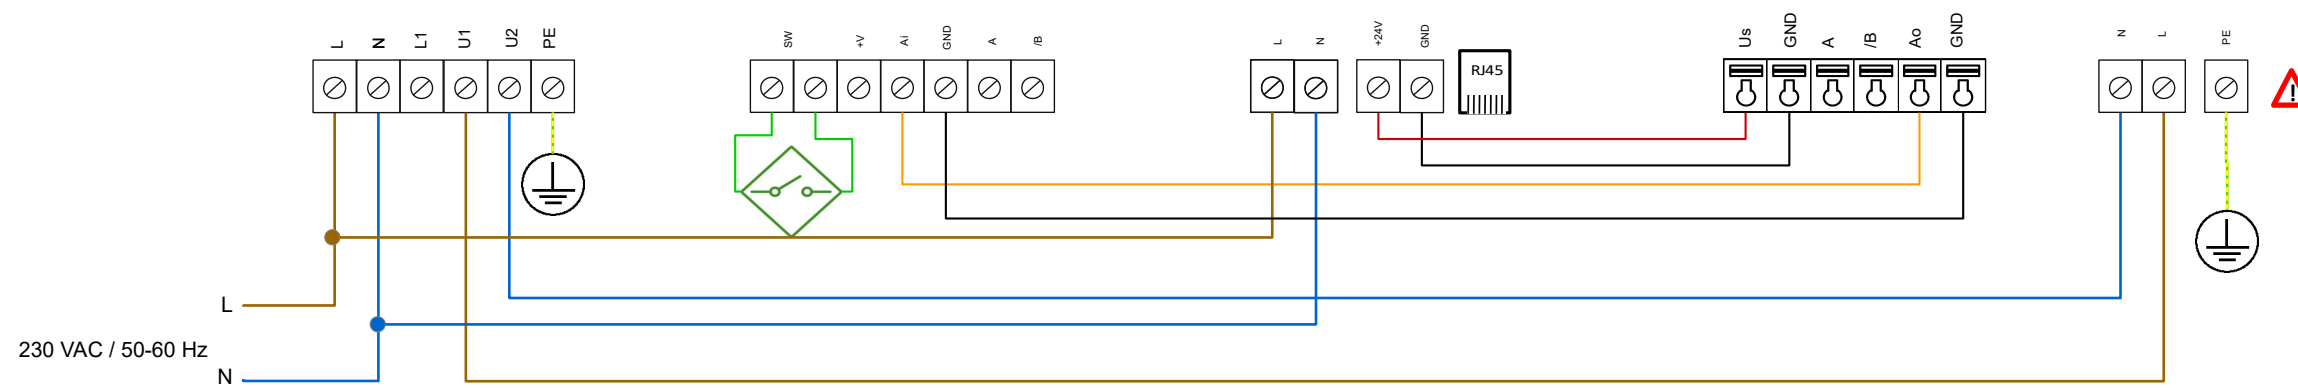 L
N
L1
U1
U2
PE
SW
+V
Ai
GND
A
/B
L
N
+24V
GND
RJ45
Us
GND
A
/B
Ao
GND
N
L
PE
L
230 VAC / 50-60 Hz
N